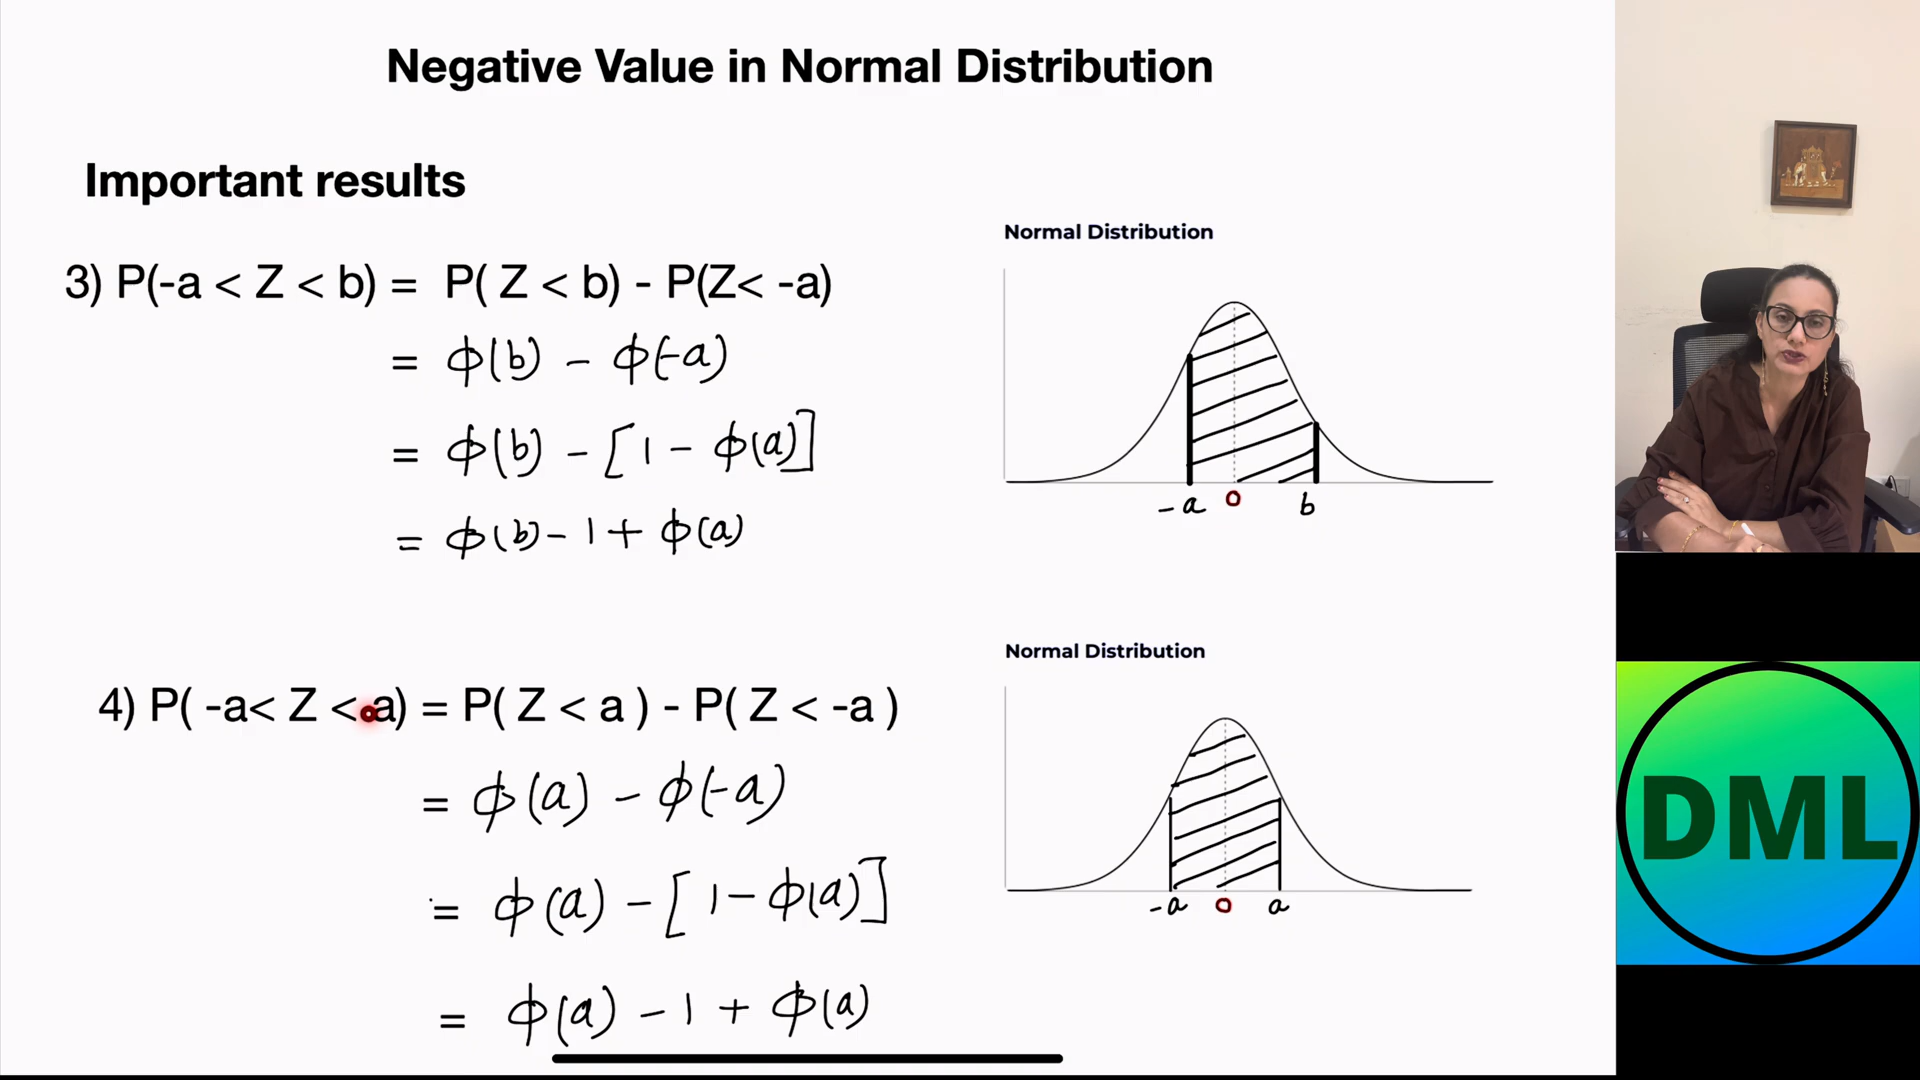 Negative Value in Normal Distribution
Important results
3) P(-a < Z < b) = P( Z < b) - P(Z< -a)
= ϕ(b) - ϕ(-a)
= ϕ(b) - [1 - ϕ(a)]
= ϕ(b) - 1 + ϕ(a)
Normal Distribution
-a 0 b
4) P( -a< Z < a) = P( Z < a ) - P( Z < -a )
= ϕ(a) - ϕ(-a)
= ϕ(a) - [1 - ϕ(a)]
= ϕ(a) - 1 + ϕ(a)
Normal Distribution
-a 0 a
DML